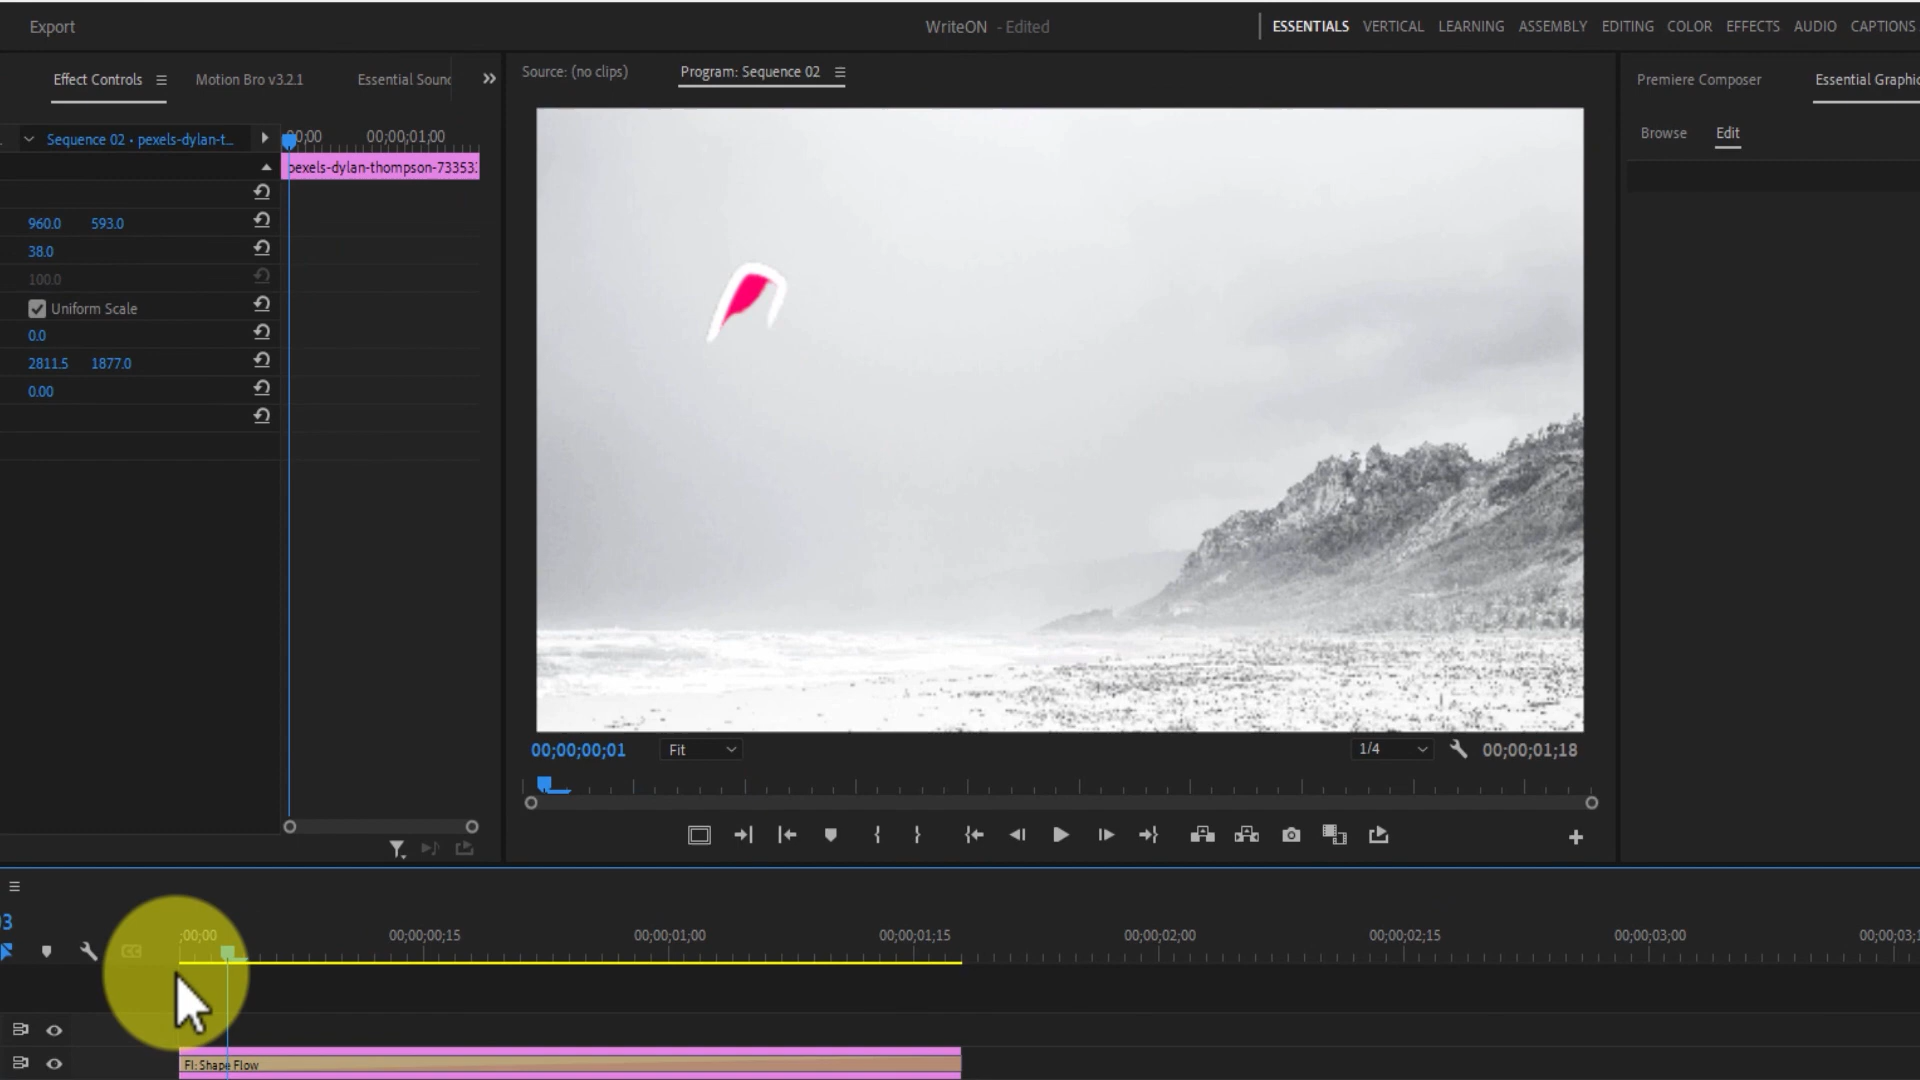 Export
WriteON - Edited
ESSENTIALS VERTICAL LEARNING ASSEMBLY EDITING COLOR EFFECTS AUDIO CAPTIONS
Effect Controls Motion Bro v3.2.1 Essential Sound
Source: (no clips) Program: Sequence 02
Premiere Composer Essential Graphic
Browse Edit
Sequence 02 • pexels-dylan-t...
00;00 00;00;01;00
pexels-dylan-thompson-73353
960.0 593.0
38.0
100.0
Uniform Scale
0.0
2811.5 1877.0
0.00
00;00;00;01 Fit 1/4 00;00;01;18
03
;00;00 00;00;00;15 00;00;01;00 00;00;01;15 00;00;02;00 00;00;02;15 00;00;03;00 00;00;03;1
FI: Shape Flow